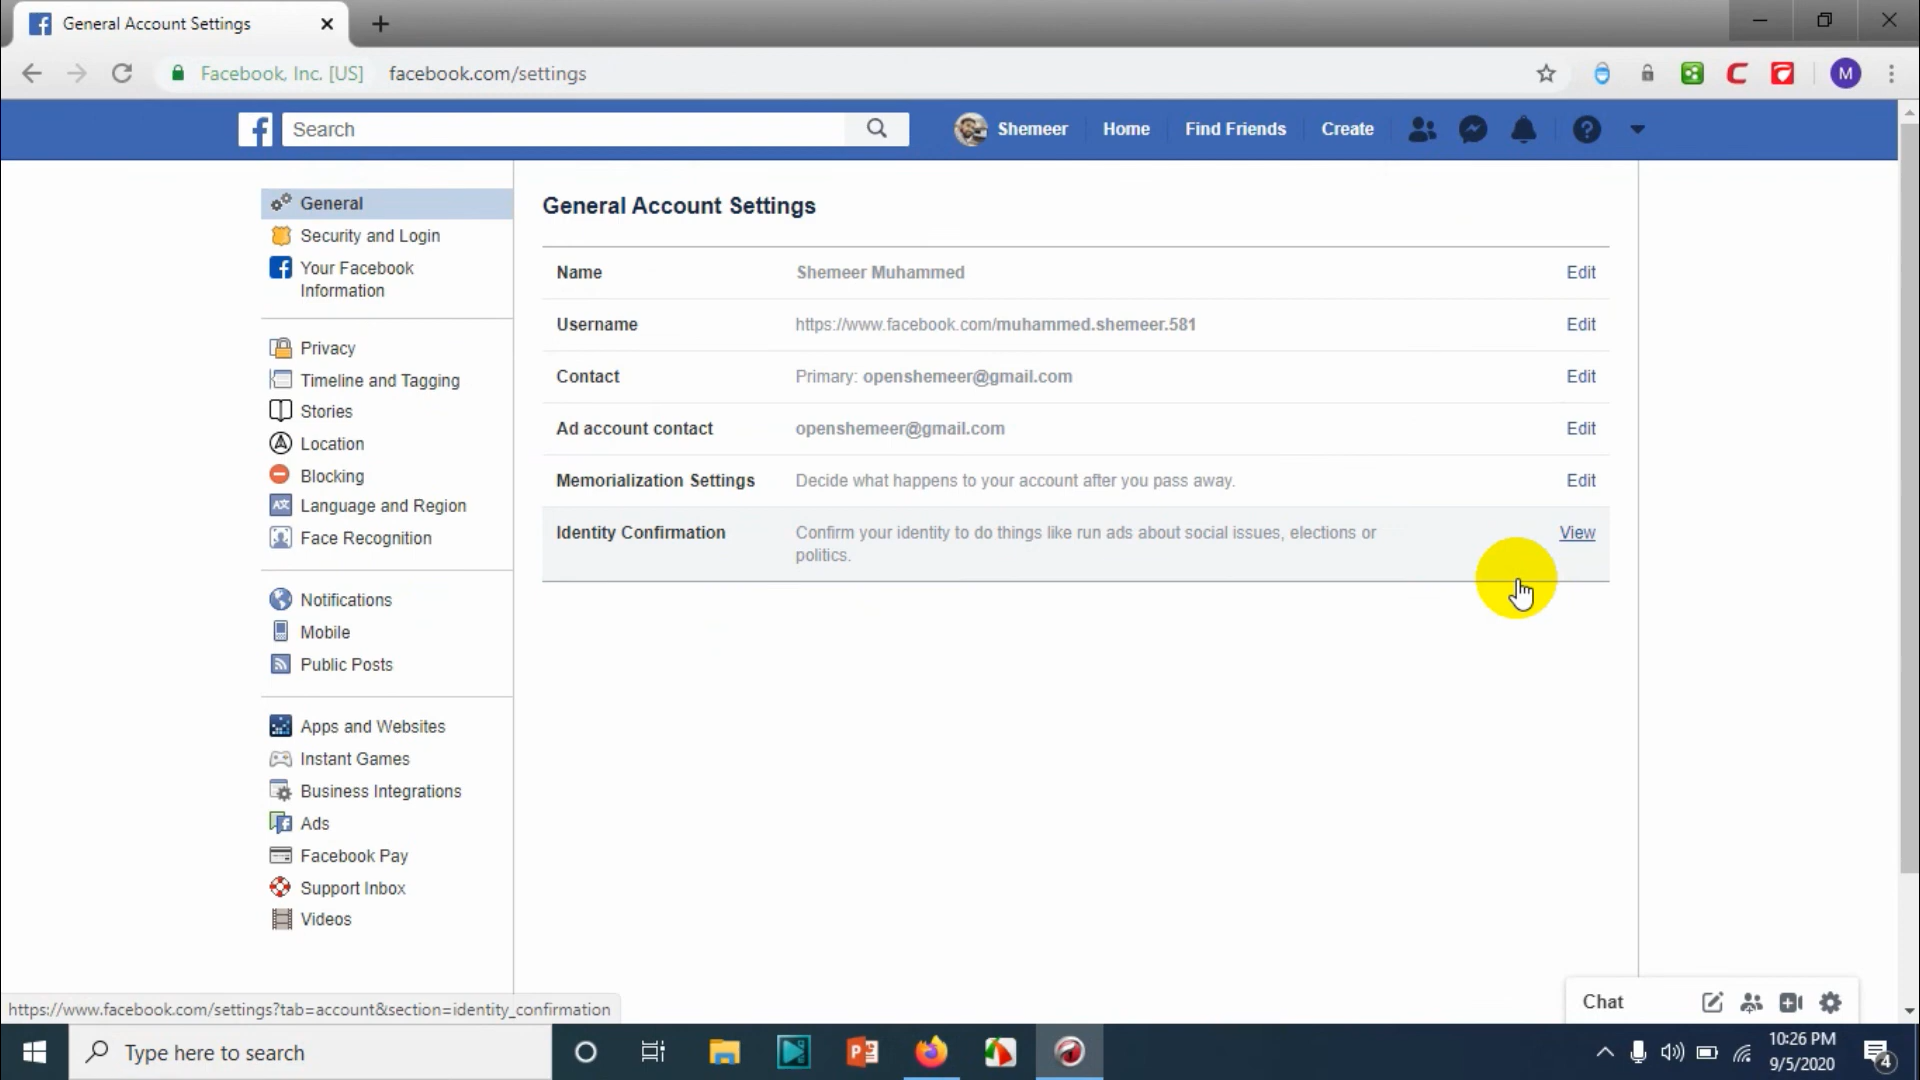 General Account Settings
Facebook, Inc. [US] facebook.com/settings
M
Search
Shemeer Home Find Friends Create
General
Security and Login
Your Facebook
Information
Privacy
Timeline and Tagging
Stories
Location
Blocking
Language and Region
Face Recognition
Notifications
Mobile
Public Posts
Apps and Websites
Instant Games
Business Integrations
Ads
Facebook Pay
Support Inbox
Videos
General Account Settings
Name Shemeer Muhammed Edit
Username https://www.facebook.com/muhammed.shemeer.581 Edit
Contact Primary: openshemeer@gmail.com Edit
Ad account contact openshemeer@gmail.com Edit
Memorialization Settings Decide what happens to your account after you pass away. Edit
Identity Confirmation Confirm your identity to do things like run ads about social issues, elections or View
politics.
Chat
https://www.facebook.com/settings?tab=account&section=identity_confirmation
Type here to search
10:26 PM
9/5/2020
4